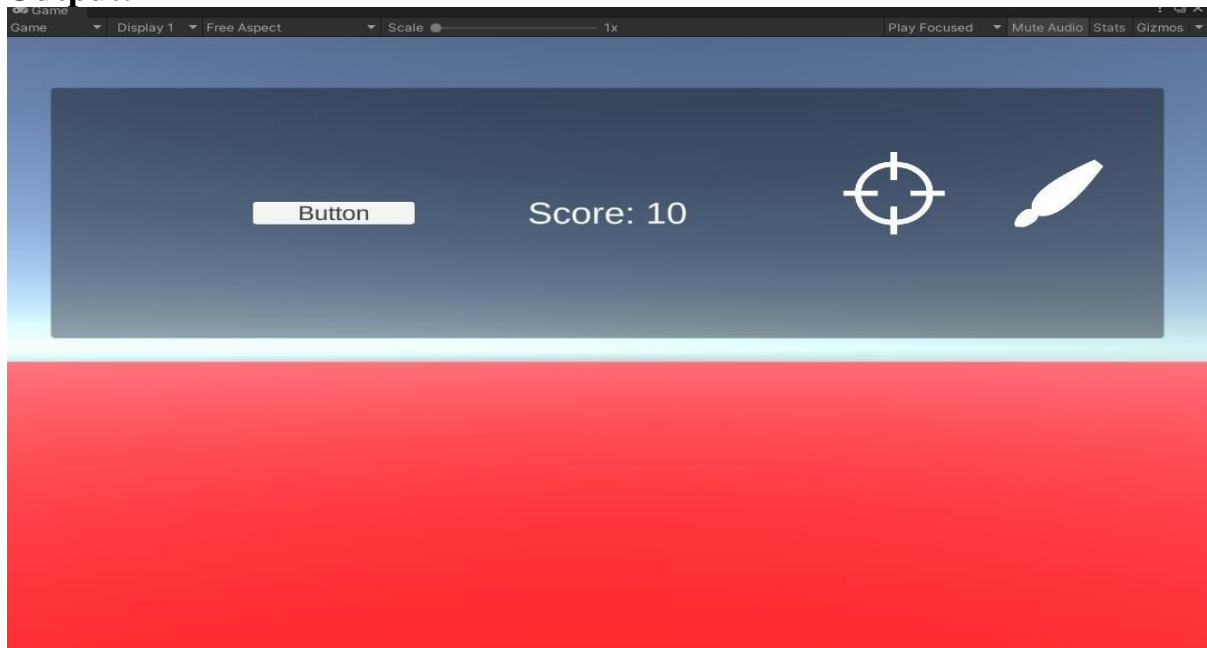 Game
Game Display 1 Free Aspect Scale 1x Play Focused Mute Audio Stats Gizmos
Button Score: 10